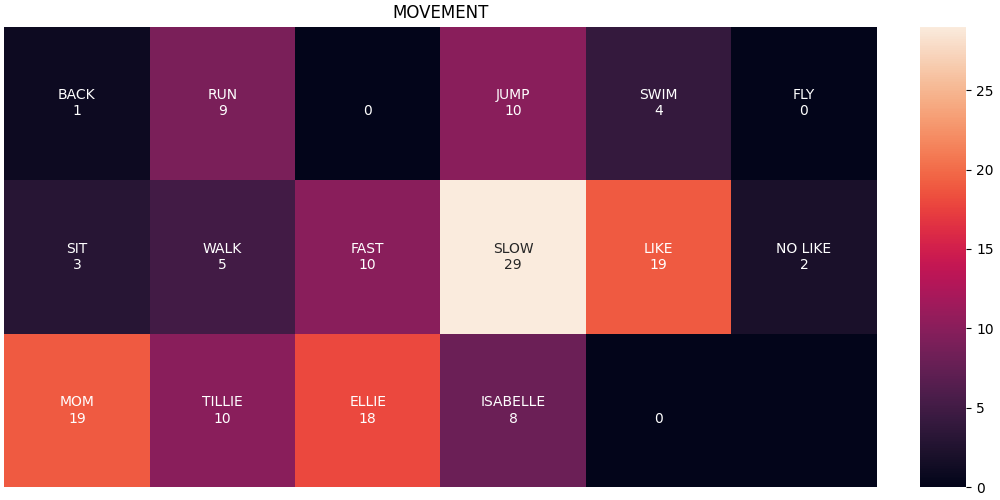 MOVEMENT
BACK
1
RUN
9
0
JUMP
10
SWIM
4
FLY
0
SIT
3
WALK
5
FAST
10
SLOW
29
LIKE
19
NO LIKE
2
MOM
19
TILLIE
10
ELLIE
18
ISABELLE
8
0
25
20
15
10
5
0